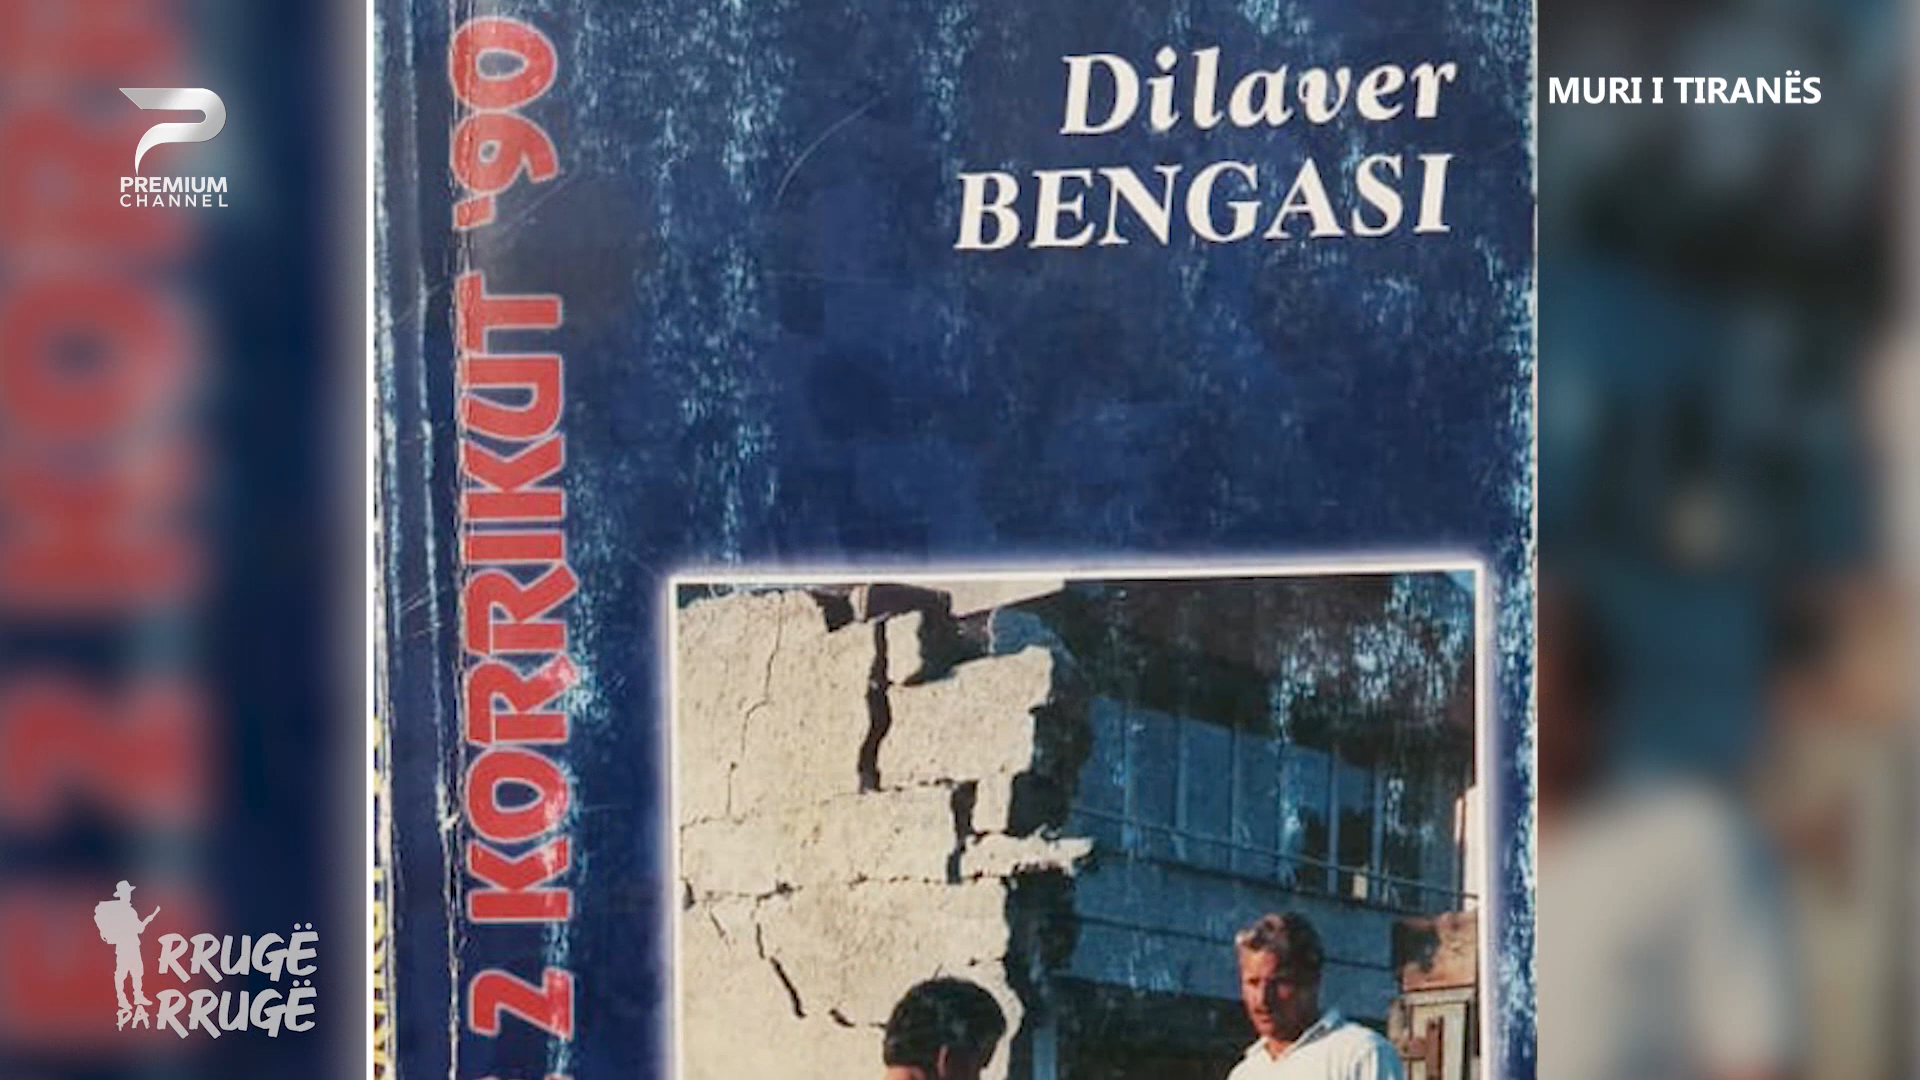 PREMIUM
CHANNEL
MURI I TIRANËS
Dilaver
BENGASI
2 KORRIKUT '90
RRUGË
PA RRUGË